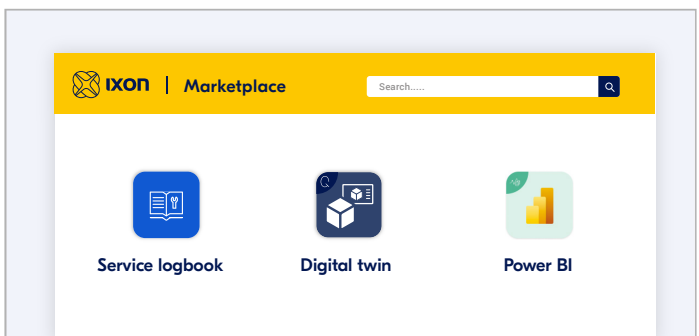 IXON | Marketplace
Search.....
Service logbook
Digital twin
Power BI